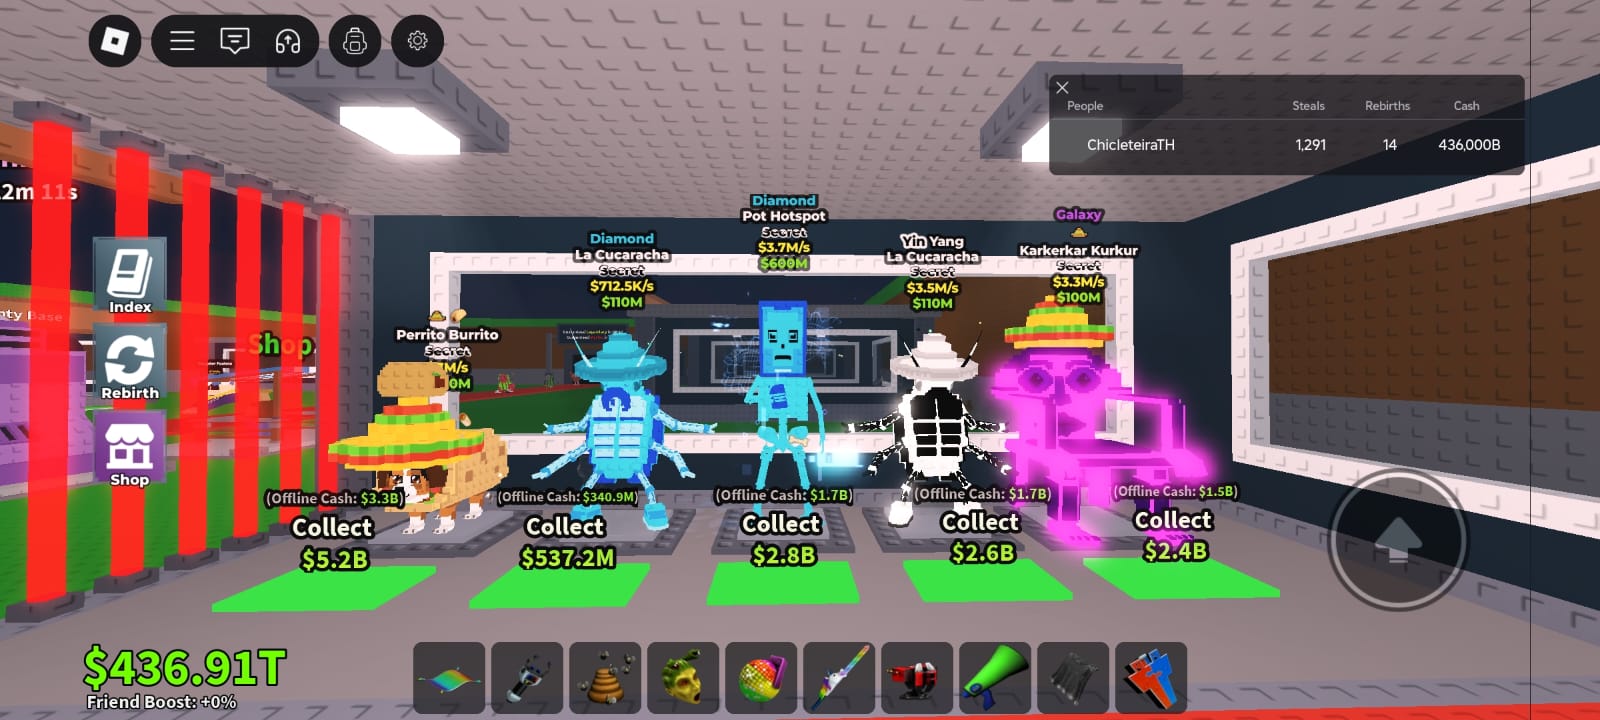 People Steals Rebirths Cash
ChicleteiraTH 1,291 14 436,000B
2m 11s
Index
Rebirth
Shop
Shop
Base
Perrito Burrito
Secret
M/s
0M
Diamond
La Cucaracha
Secret
$712.5K/s
$110M
Diamond
Pot Hotspot
Secret
$3.7M/s
$600M
Yin Yang
La Cucaracha
Secret
$3.5M/s
$110M
Galaxy
Karkerkar Kurkur
Secret
$3.3M/s
$100M
(Offline Cash: $3.3B)
Collect
$5.2B
(Offline Cash: $340.9M)
Collect
$537.2M
(Offline Cash: $1.7B)
Collect
$2.8B
(Offline Cash: $1.7B)
Collect
$2.6B
(Offline Cash: $1.5B)
Collect
$2.4B
$436.91T
Friend Boost: +0%